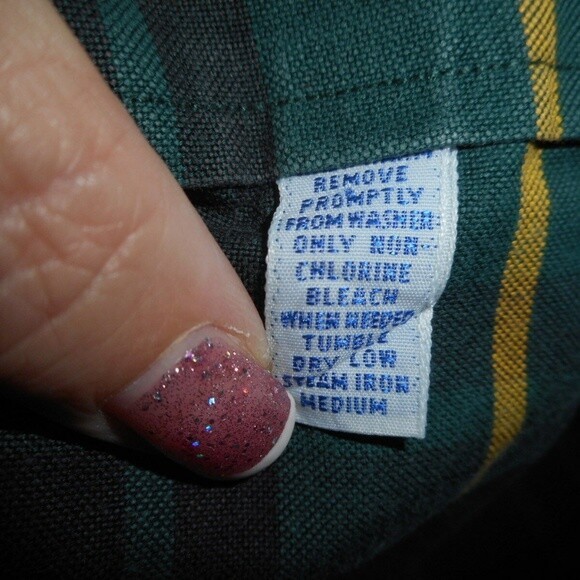 REMOVE
PROMPTLY
FROM WASHER
ONLY NON-
CHLORINE
BLEACH
WHEN NEEDED
TUMBLE
DRY LOW
STEAM IRON
MEDIUM